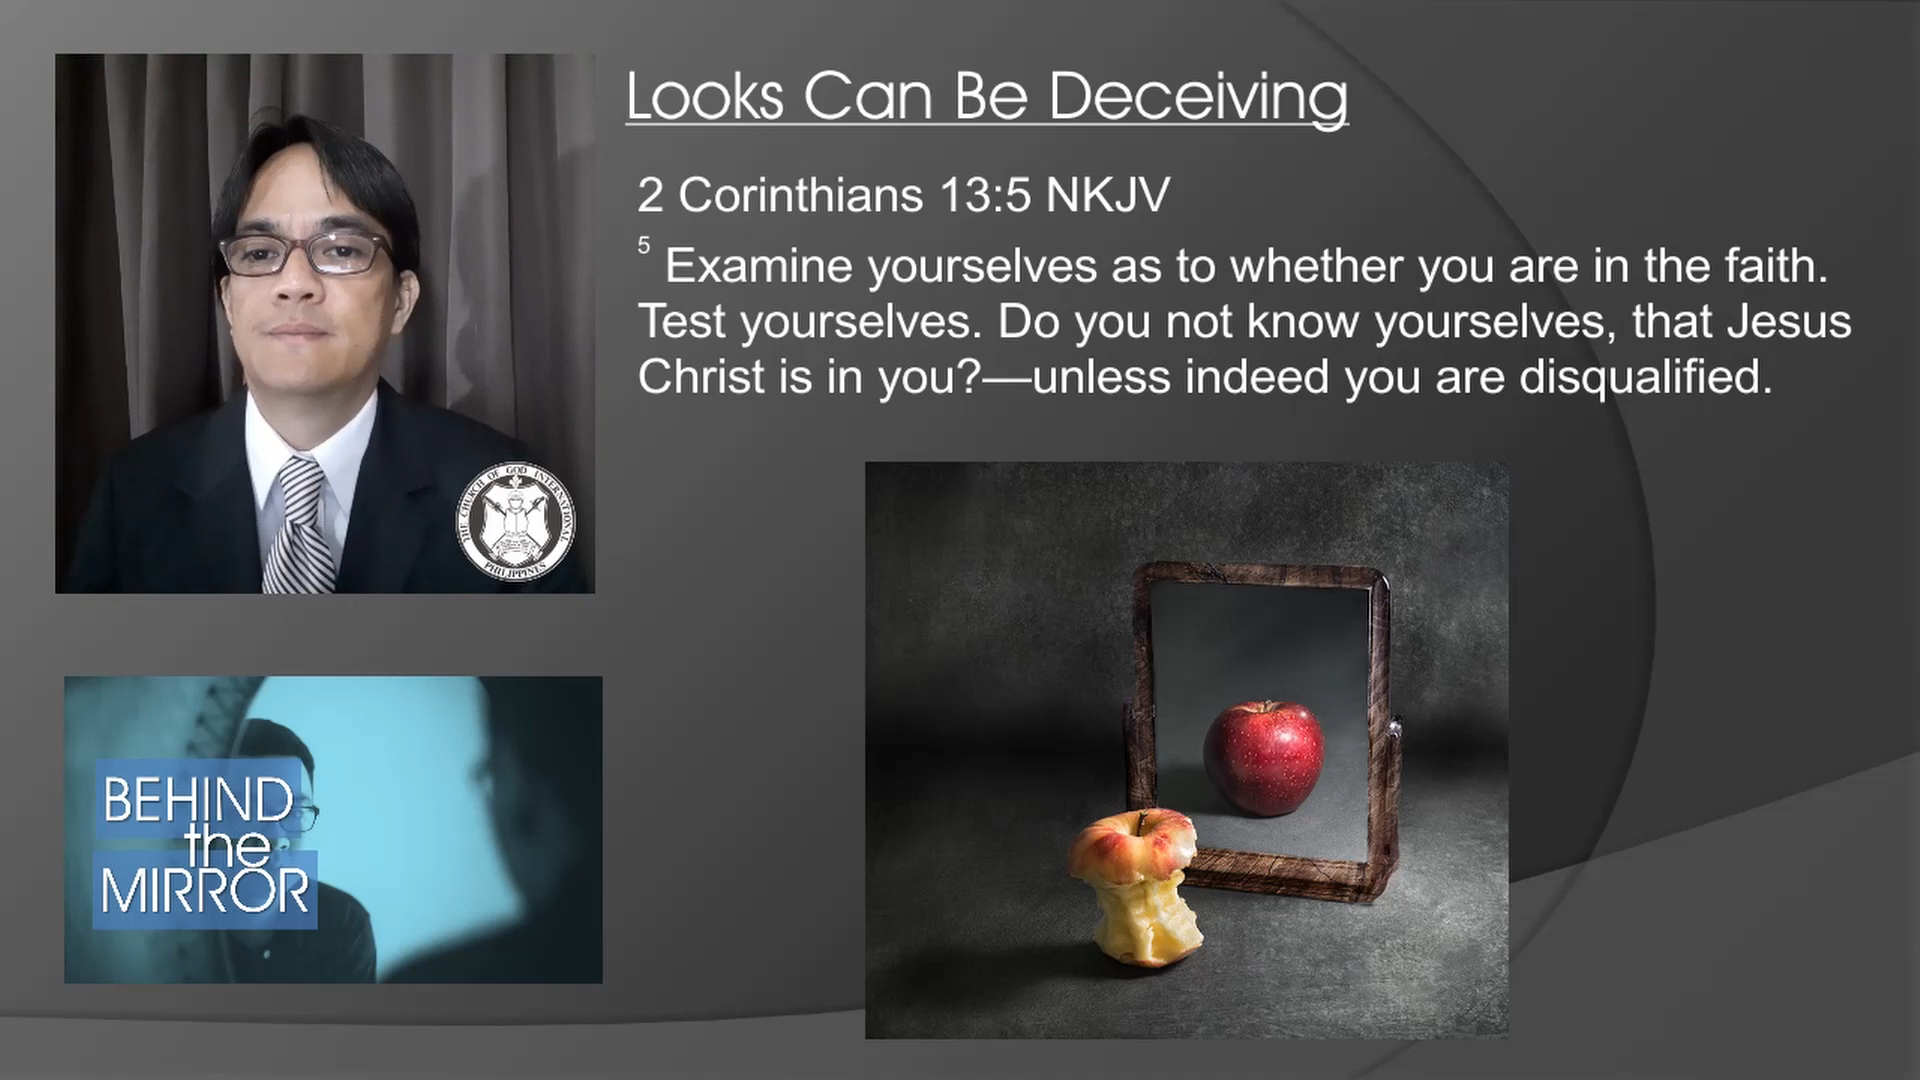 Looks Can Be Deceiving
2 Corinthians 13:5 NKJV
5 Examine yourselves as to whether you are in the faith.
Test yourselves. Do you not know yourselves, that Jesus
Christ is in you?—unless indeed you are disqualified.
THE CHURCH OF GOD INTERNATIONAL
PHILIPPINES
BEHIND
the
MIRROR